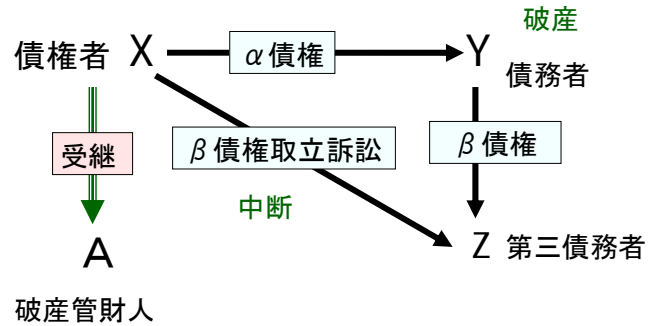 破産
債権者 X
α債権
Y
債務者
受継
β債権取立訴訟
β債権
中断
A
Z 第三債務者
破産管財人